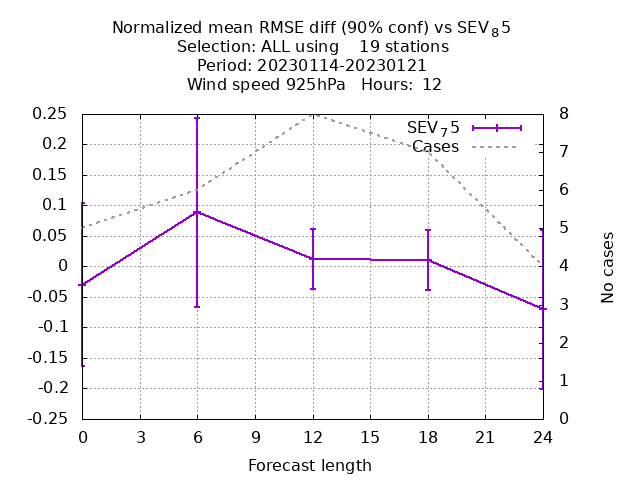 Normalized mean RMSE diff (90% conf) vs SEV₈5
Selection: ALL using    19 stations
Period: 20230114-20230121
Wind speed 925hPa   Hours:  12
SEV₇5
Cases
0.25
0.2
0.15
0.1
0.05
0
-0.05
-0.1
-0.15
-0.2
-0.25
8
7
6
5
4
3
2
1
0
No cases
0 3 6 9 12 15 18 21 24
Forecast length